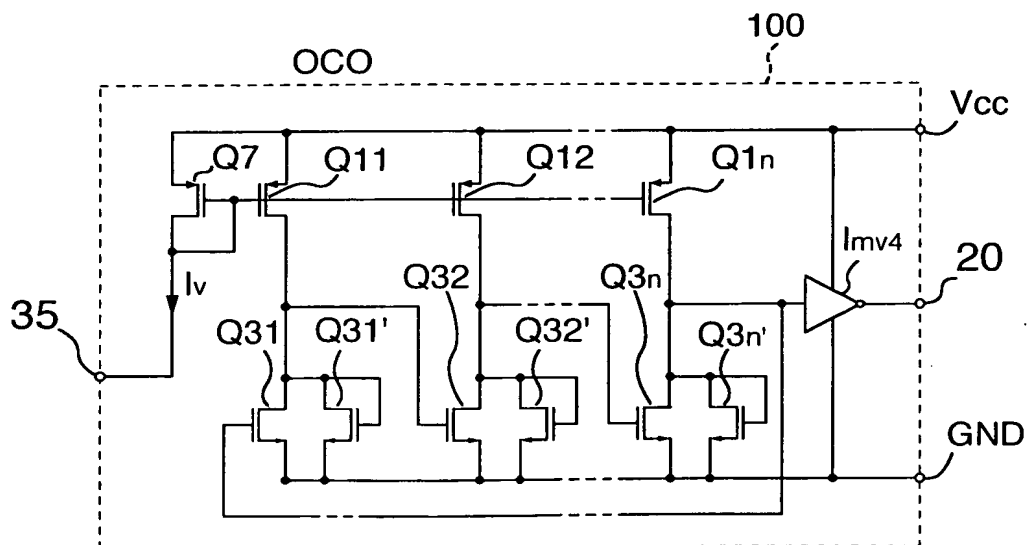 100
OCO
Vcc
Q7
Q11
Q12
Q1n
Imv4
Iv
20
35
Q31
Q31'
Q32
Q32'
Q3n
Q3n'
GND